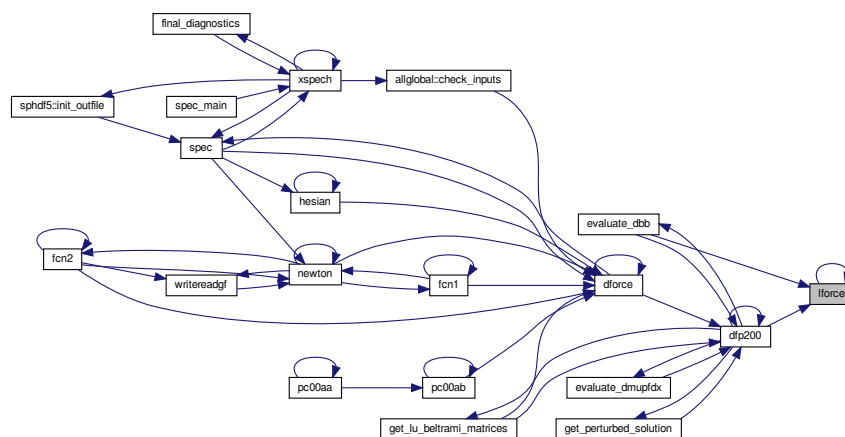 final_diagnostics
xspech
allglobal::check_inputs
sphdf5::init_outfile
spec_main
spec
hesian
evaluate_dbb
fcn2
newton
writereadgf
fcn1
dforce
lforce
dfp200
pc00aa
pc00ab
evaluate_dmupfdx
get_lu_beltrami_matrices
get_perturbed_solution